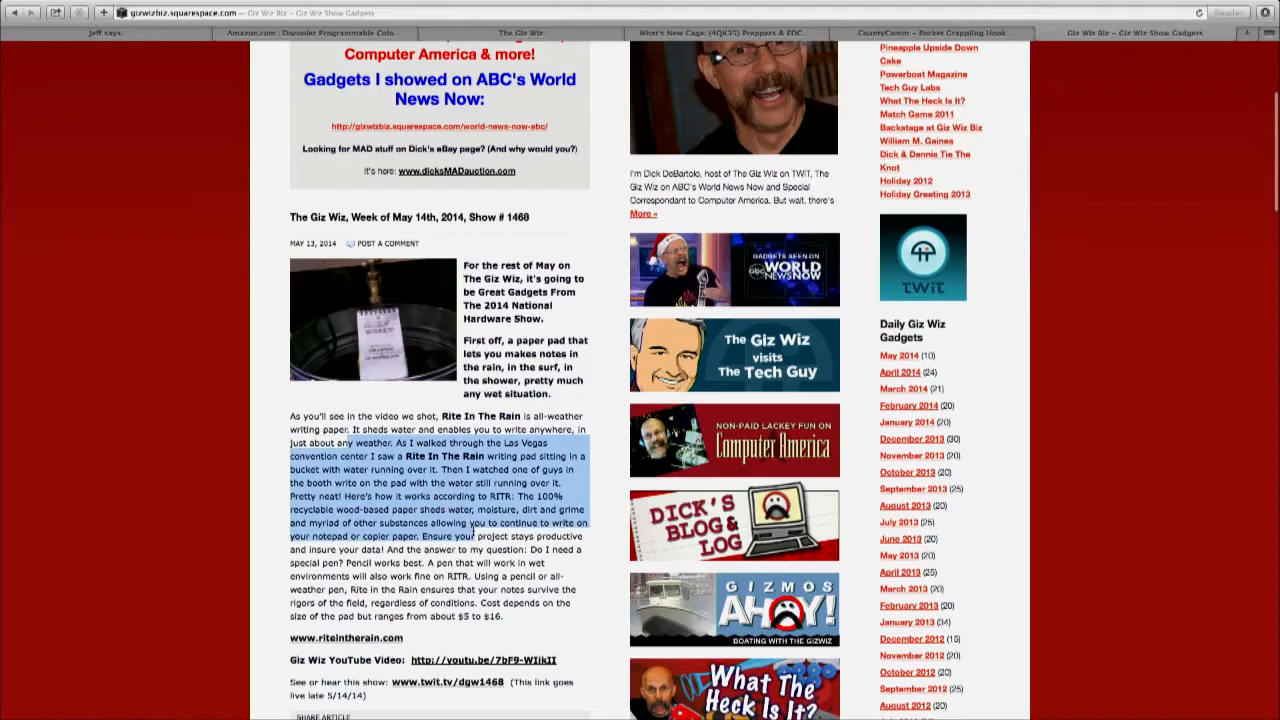 gizwizbiz.squarespace.com — Giz Wiz Biz – Giz Wiz Show Gadgets
Reader
Jeff says
Amazon.com : Docooler Programmable Colo...
The Giz Wiz
What's New Cage: (4QK35) Preppers & EDC...
CountyComm – Pocket Grappling Hook
Giz Wiz Biz – Giz Wiz Show Gadgets
Computer America & more!
Gadgets I showed on ABC's World
News Now:
http://gizwizbiz.squarespace.com/world-news-now-abc/
Looking for MAD stuff on Dick's eBay page? (And why would you?)
It's here: www.dicksMADauction.com
The Giz Wiz, Week of May 14th, 2014, Show # 1468
MAY 13, 2014 POST A COMMENT
For the rest of May on
The Giz Wiz, it's going to
be Great Gadgets From
The 2014 National
Hardware Show.
First off, a paper pad that
lets you makes notes in
the rain, in the surf, in
the shower, pretty much
any wet situation.
As you'll see in the video we shot, Rite In The Rain is all-weather
writing paper. It sheds water and enables you to write anywhere, in
just about any weather. As I walked through the Las Vegas
convention center I saw a Rite In The Rain writing pad sitting in a
bucket with water running over it. Then I watched one of guys in
the booth write on the pad with the water still running over it.
Pretty neat! Here's how it works according to RITR: The 100%
recyclable wood-based paper sheds water, moisture, dirt and grime
and myriad of other substances allowing you to continue to write on
your notepad or copier paper. Ensure your project stays productive
and insure your data! And the answer to my question: Do I need a
special pen? Pencil works best. A pen that will work in wet
environments will also work fine on RITR. Using a pencil or all-
weather pen, Rite in the Rain ensures that your notes survive the
rigors of the field, regardless of conditions. Cost depends on the
size of the pad but ranges from about $5 to $16.
www.riteintherain.com
Giz Wiz YouTube Video: http://youtu.be/7bF9-WIikII
See or hear this show: www.twit.tv/dgw1468 (This link goes
live late 5/14/14)
SHARE ARTICLE
I'm Dick DeBartolo, host of The Giz Wiz on TWiT, The
Giz Wiz on ABC's World News Now and Special
Correspondant to Computer America. But wait, there's
More »
GADGETS SEEN ON
abc WORLD
NEWS NOW
The Giz Wiz
visits
The Tech Guy
NON-PAID LACKEY FUN ON
Computer America
DICK'S
BLOG &
LOG
GIZMOS
AHOY!
BOATING WITH THE GIZWIZ
What The
Heck Is It?
Pineapple Upside Down
Cake
Powerboat Magazine
Tech Guy Labs
What The Heck Is It?
Match Game 2011
Backstage at Giz Wiz Biz
William M. Gaines
Dick & Dennis Tie The
Knot
Holiday 2012
Holiday Greeting 2013
TWiT
Daily Giz Wiz
Gadgets
May 2014 (10)
April 2014 (24)
March 2014 (21)
February 2014 (20)
January 2014 (20)
December 2013 (30)
November 2013 (20)
October 2013 (20)
September 2013 (25)
August 2013 (20)
July 2013 (25)
June 2013 (20)
May 2013 (20)
April 2013 (25)
March 2013 (20)
February 2013 (20)
January 2013 (34)
December 2012 (15)
November 2012 (20)
October 2012 (20)
September 2012 (25)
August 2012 (20)